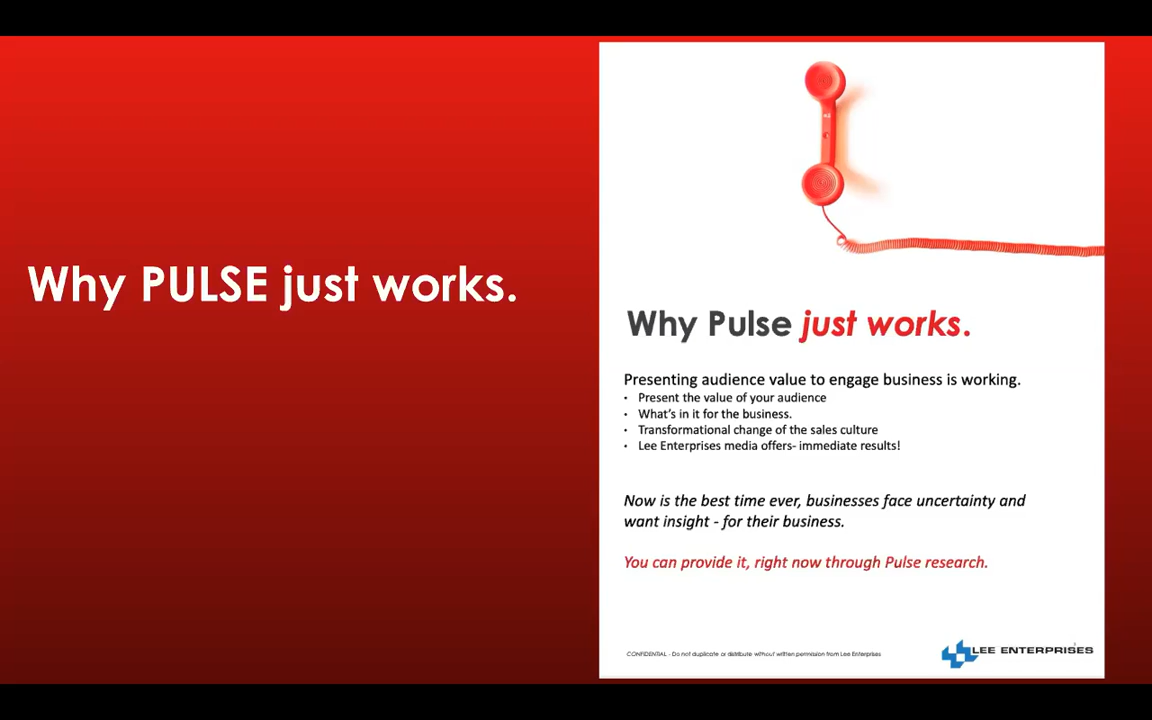 Why PULSE just works.
Why Pulse just works.
Presenting audience value to engage business is working.
• Present the value of your audience
• What's in it for the business.
• Transformational change of the sales culture
• Lee Enterprises media offers- immediate results!
Now is the best time ever, businesses face uncertainty and
want insight - for their business.
You can provide it, right now through Pulse research.
CONFIDENTIAL - Do not duplicate or distribute without written permission from Lee Enterprises
LEE ENTERPRISES